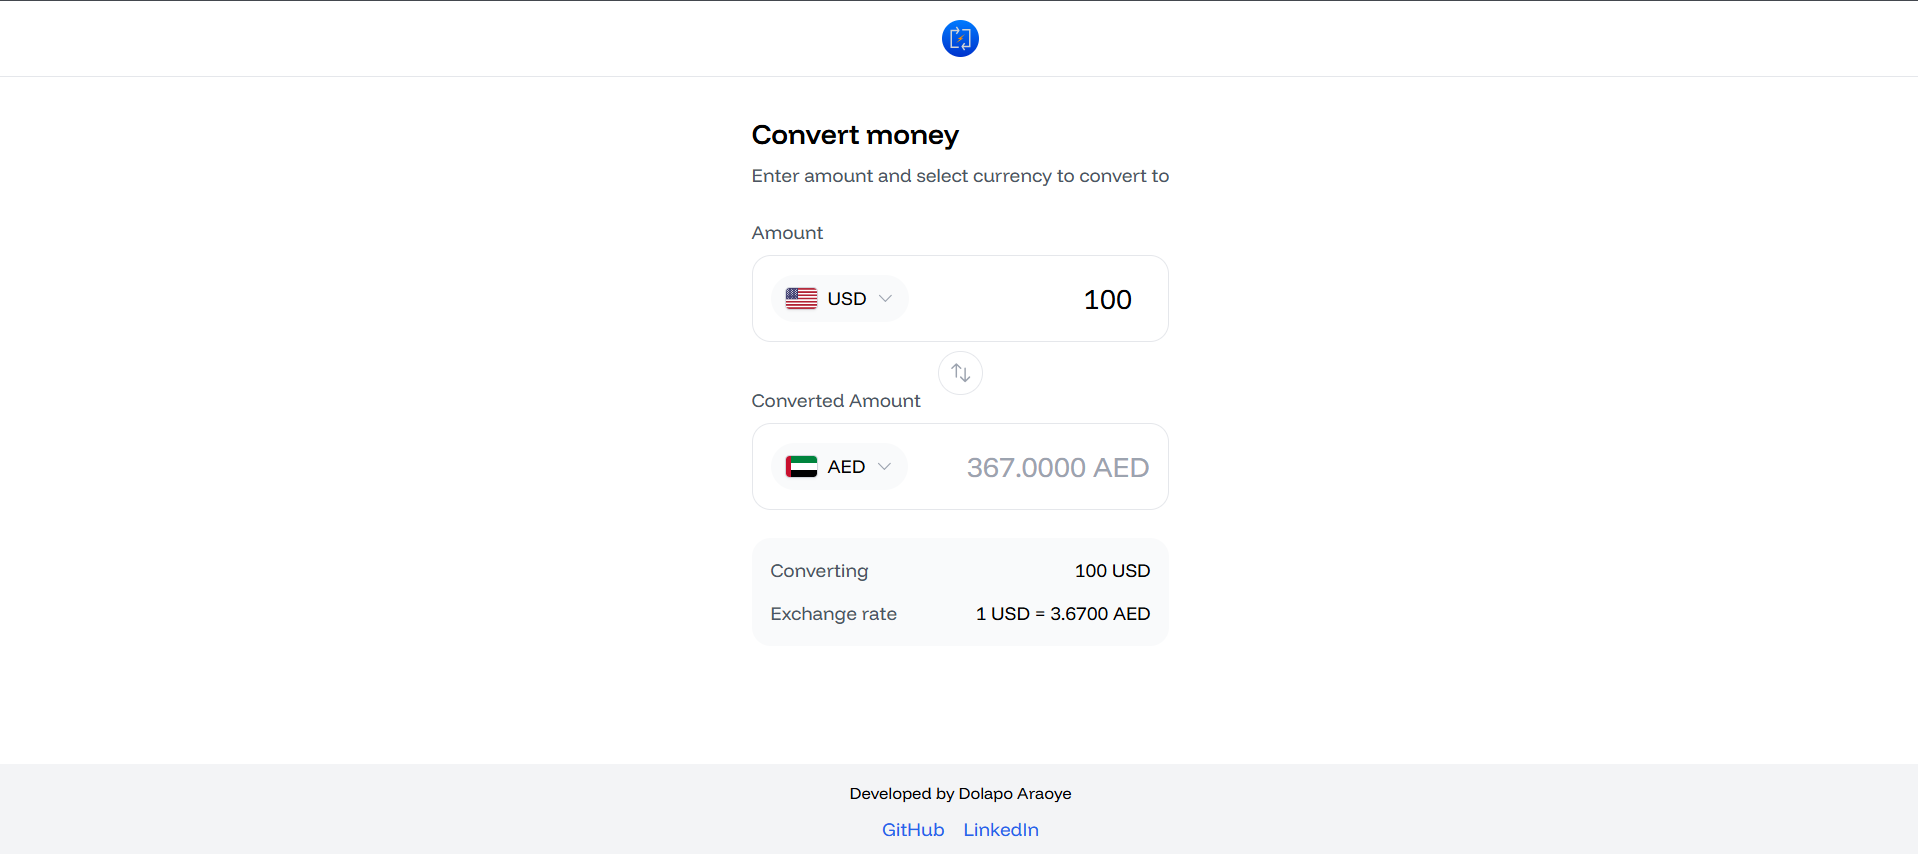 Convert money
Enter amount and select currency to convert to
Amount
USD 100
Converted Amount
AED 367.0000 AED
Converting 100 USD
Exchange rate 1 USD = 3.6700 AED
Developed by Dolapo Araoye
GitHub LinkedIn